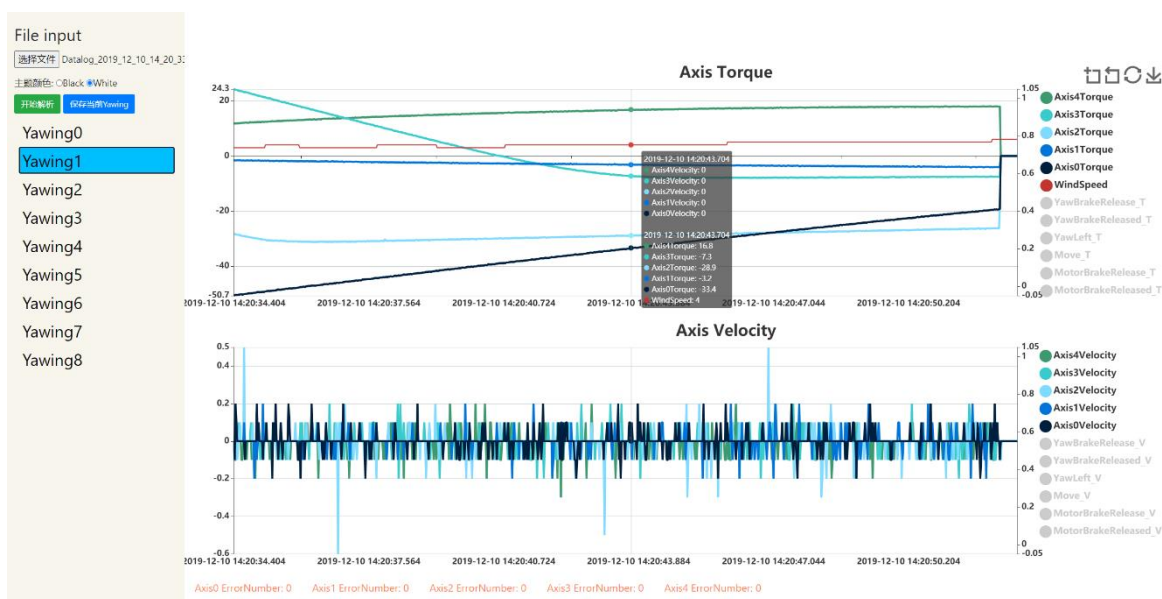 File input
选择文件 Datalog_2019_12_10_14_20_33
主题颜色: Black White
开始解析 保存当前Yawing
Yawing0
Yawing1
Yawing2
Yawing3
Yawing4
Yawing5
Yawing6
Yawing7
Yawing8
Axis Torque
24.3
20
0
-20
-40
-50.7
1.05
1
0.8
0.6
0.4
0.2
0
-0.05
2019-12-10 14:20:43.704
Axis4Velocity: 0
Axis3Velocity: 0
Axis2Velocity: 0
Axis1Velocity: 0
Axis0Velocity: 0
2019-12-10 14:20:43.704
Axis4Torque: 16.8
Axis3Torque: -7.3
Axis2Torque: -28.9
Axis1Torque: -3.2
Axis0Torque: -33.4
WindSpeed: 4
2019-12-10 14:20:34.404 2019-12-10 14:20:37.564 2019-12-10 14:20:40.724 2019-12-10 2019-12-10 14:20:47.044 2019-12-10 14:20:50.204
Axis4Torque
Axis3Torque
Axis2Torque
Axis1Torque
Axis0Torque
WindSpeed
YawBrakeRelease_T
YawBrakeReleased_T
YawLeft_T
Move_T
MotorBrakeRelease_T
MotorBrakeReleased_T
Axis Velocity
0.5
0.4
0.2
0
-0.2
-0.4
-0.6
1.05
1
0.8
0.6
0.4
0.2
0
-0.05
2019-12-10 14:20:34.404 2019-12-10 14:20:37.564 2019-12-10 14:20:40.724 2019-12-10 14:20:43.884 2019-12-10 14:20:47.044 2019-12-10 14:20:50.204
Axis4Velocity
Axis3Velocity
Axis2Velocity
Axis1Velocity
Axis0Velocity
YawBrakeRelease_V
YawBrakeReleased_V
YawLeft_V
Move_V
MotorBrakeRelease_V
MotorBrakeReleased_V
Axis0 ErrorNumber: 0 Axis1 ErrorNumber: 0 Axis2 ErrorNumber: 0 Axis3 ErrorNumber: 0 Axis4 ErrorNumber: 0